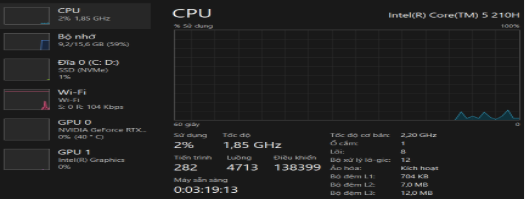 CPU
2% 1,85 GHz
Bộ nhớ
9,2/15,6 GB (59%)
Đĩa 0 (C: D:)
SSD (NVMe)
1%
Wi-Fi
Wi-Fi
S: 0 R: 104 Kbps
GPU 0
NVIDIA GeForce RTX...
0% (40 °C)
GPU 1
Intel(R) Graphics
0%
CPU
Intel(R) Core(TM) 5 210H
% Sử dụng
100%
60 giây
0
Sử dụng
Tốc độ
2%
1,85 GHz
Tiến trình
Luồng
Điều khiển
282
4713
138399
Máy sẵn sàng
0:03:19:13
Tốc độ cơ bản: 2,20 GHz
Ổ cắm: 1
Lõi: 8
Bộ xử lý lô-gic: 12
Ảo hóa: Kích hoạt
Bộ đệm L1: 704 KB
Bộ đệm L2: 7,0 MB
Bộ đệm L3: 12,0 MB